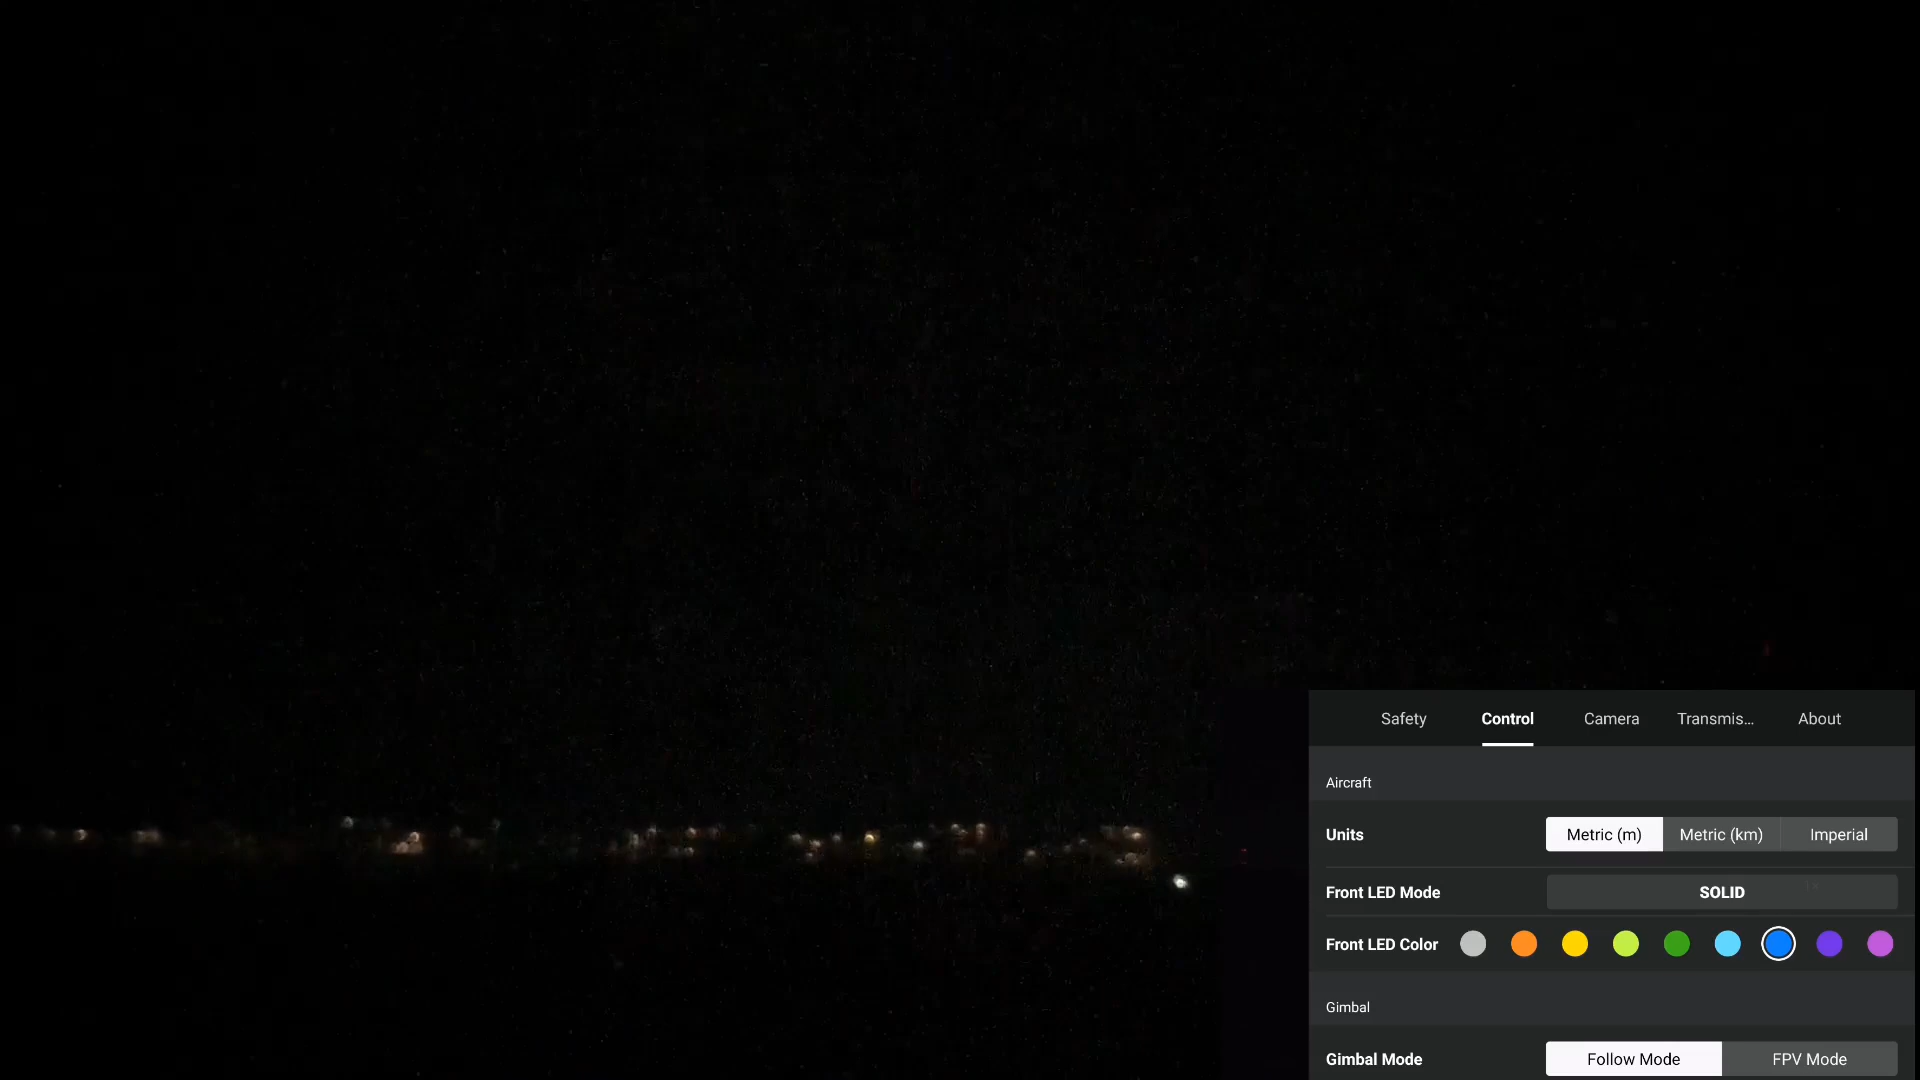 Safety Control Camera Transmis... About
Aircraft
Units Metric (m) Metric (km) Imperial
Front LED Mode SOLID
Front LED Color
Gimbal
Gimbal Mode Follow Mode FPV Mode